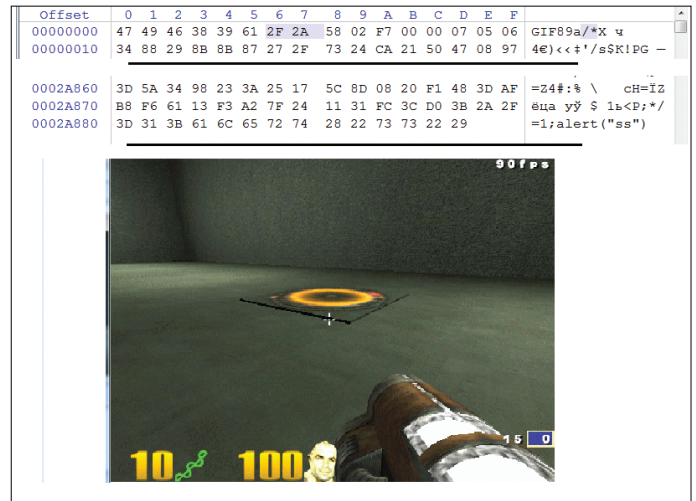 Offset 0 1 2 3 4 5 6 7 8 9 A B C D E F
00000000 47 49 46 38 39 61 2F 2A 58 02 F7 00 00 07 05 06 GIF89a/*X ч
00000010 34 88 29 8B 8B 87 27 2F 73 24 CA 21 50 47 08 97 4€)‹‹‡'/s$К!PG —
0002A860 3D 5A 34 98 23 3A 25 17 5C 8D 08 20 F1 48 3D AF =Z4#:% \ сH=ЇZ
0002A870 B8 F6 61 13 F3 A2 7F 24 11 31 FC 3C D0 3B 2A 2F ёца уў $ 1ь<Р;*/
0002A880 3D 31 3B 61 6C 65 72 74 28 22 73 73 22 29 =1;alert("ss")
90fps
15 0
10 100